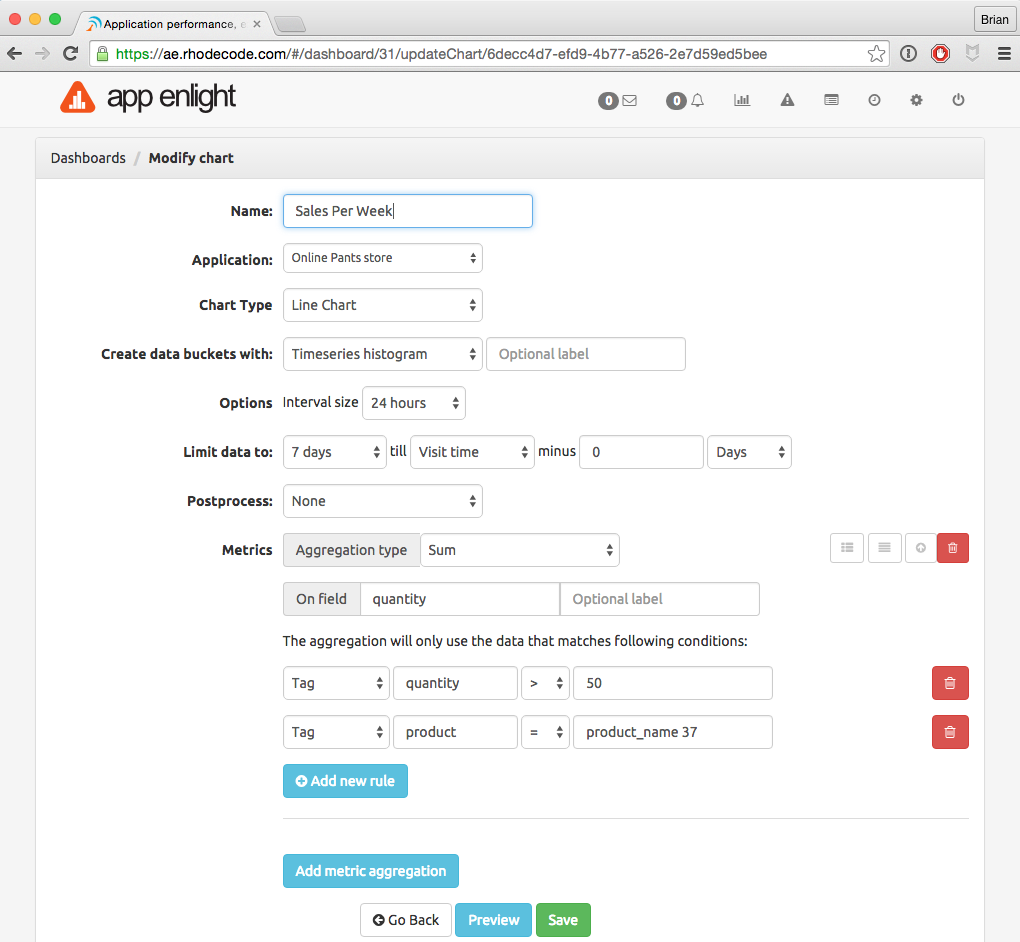 Application performance, e
Brian
https://ae.rhodecode.com/#/dashboard/31/updateChart/6decc4d7-efd9-4b77-a526-2e7d59ed5bee
app enlight
0 0
Dashboards / Modify chart
Name: Sales Per Week
Application: Online Pants store
Chart Type Line Chart
Create data buckets with: Timeseries histogram Optional label
Options Interval size 24 hours
Limit data to: 7 days till Visit time minus 0 Days
Postprocess: None
Metrics Aggregation type Sum
On field quantity Optional label
The aggregation will only use the data that matches following conditions:
Tag quantity > 50
Tag product = product_name 37
Add new rule
Add metric aggregation
Go Back Preview Save